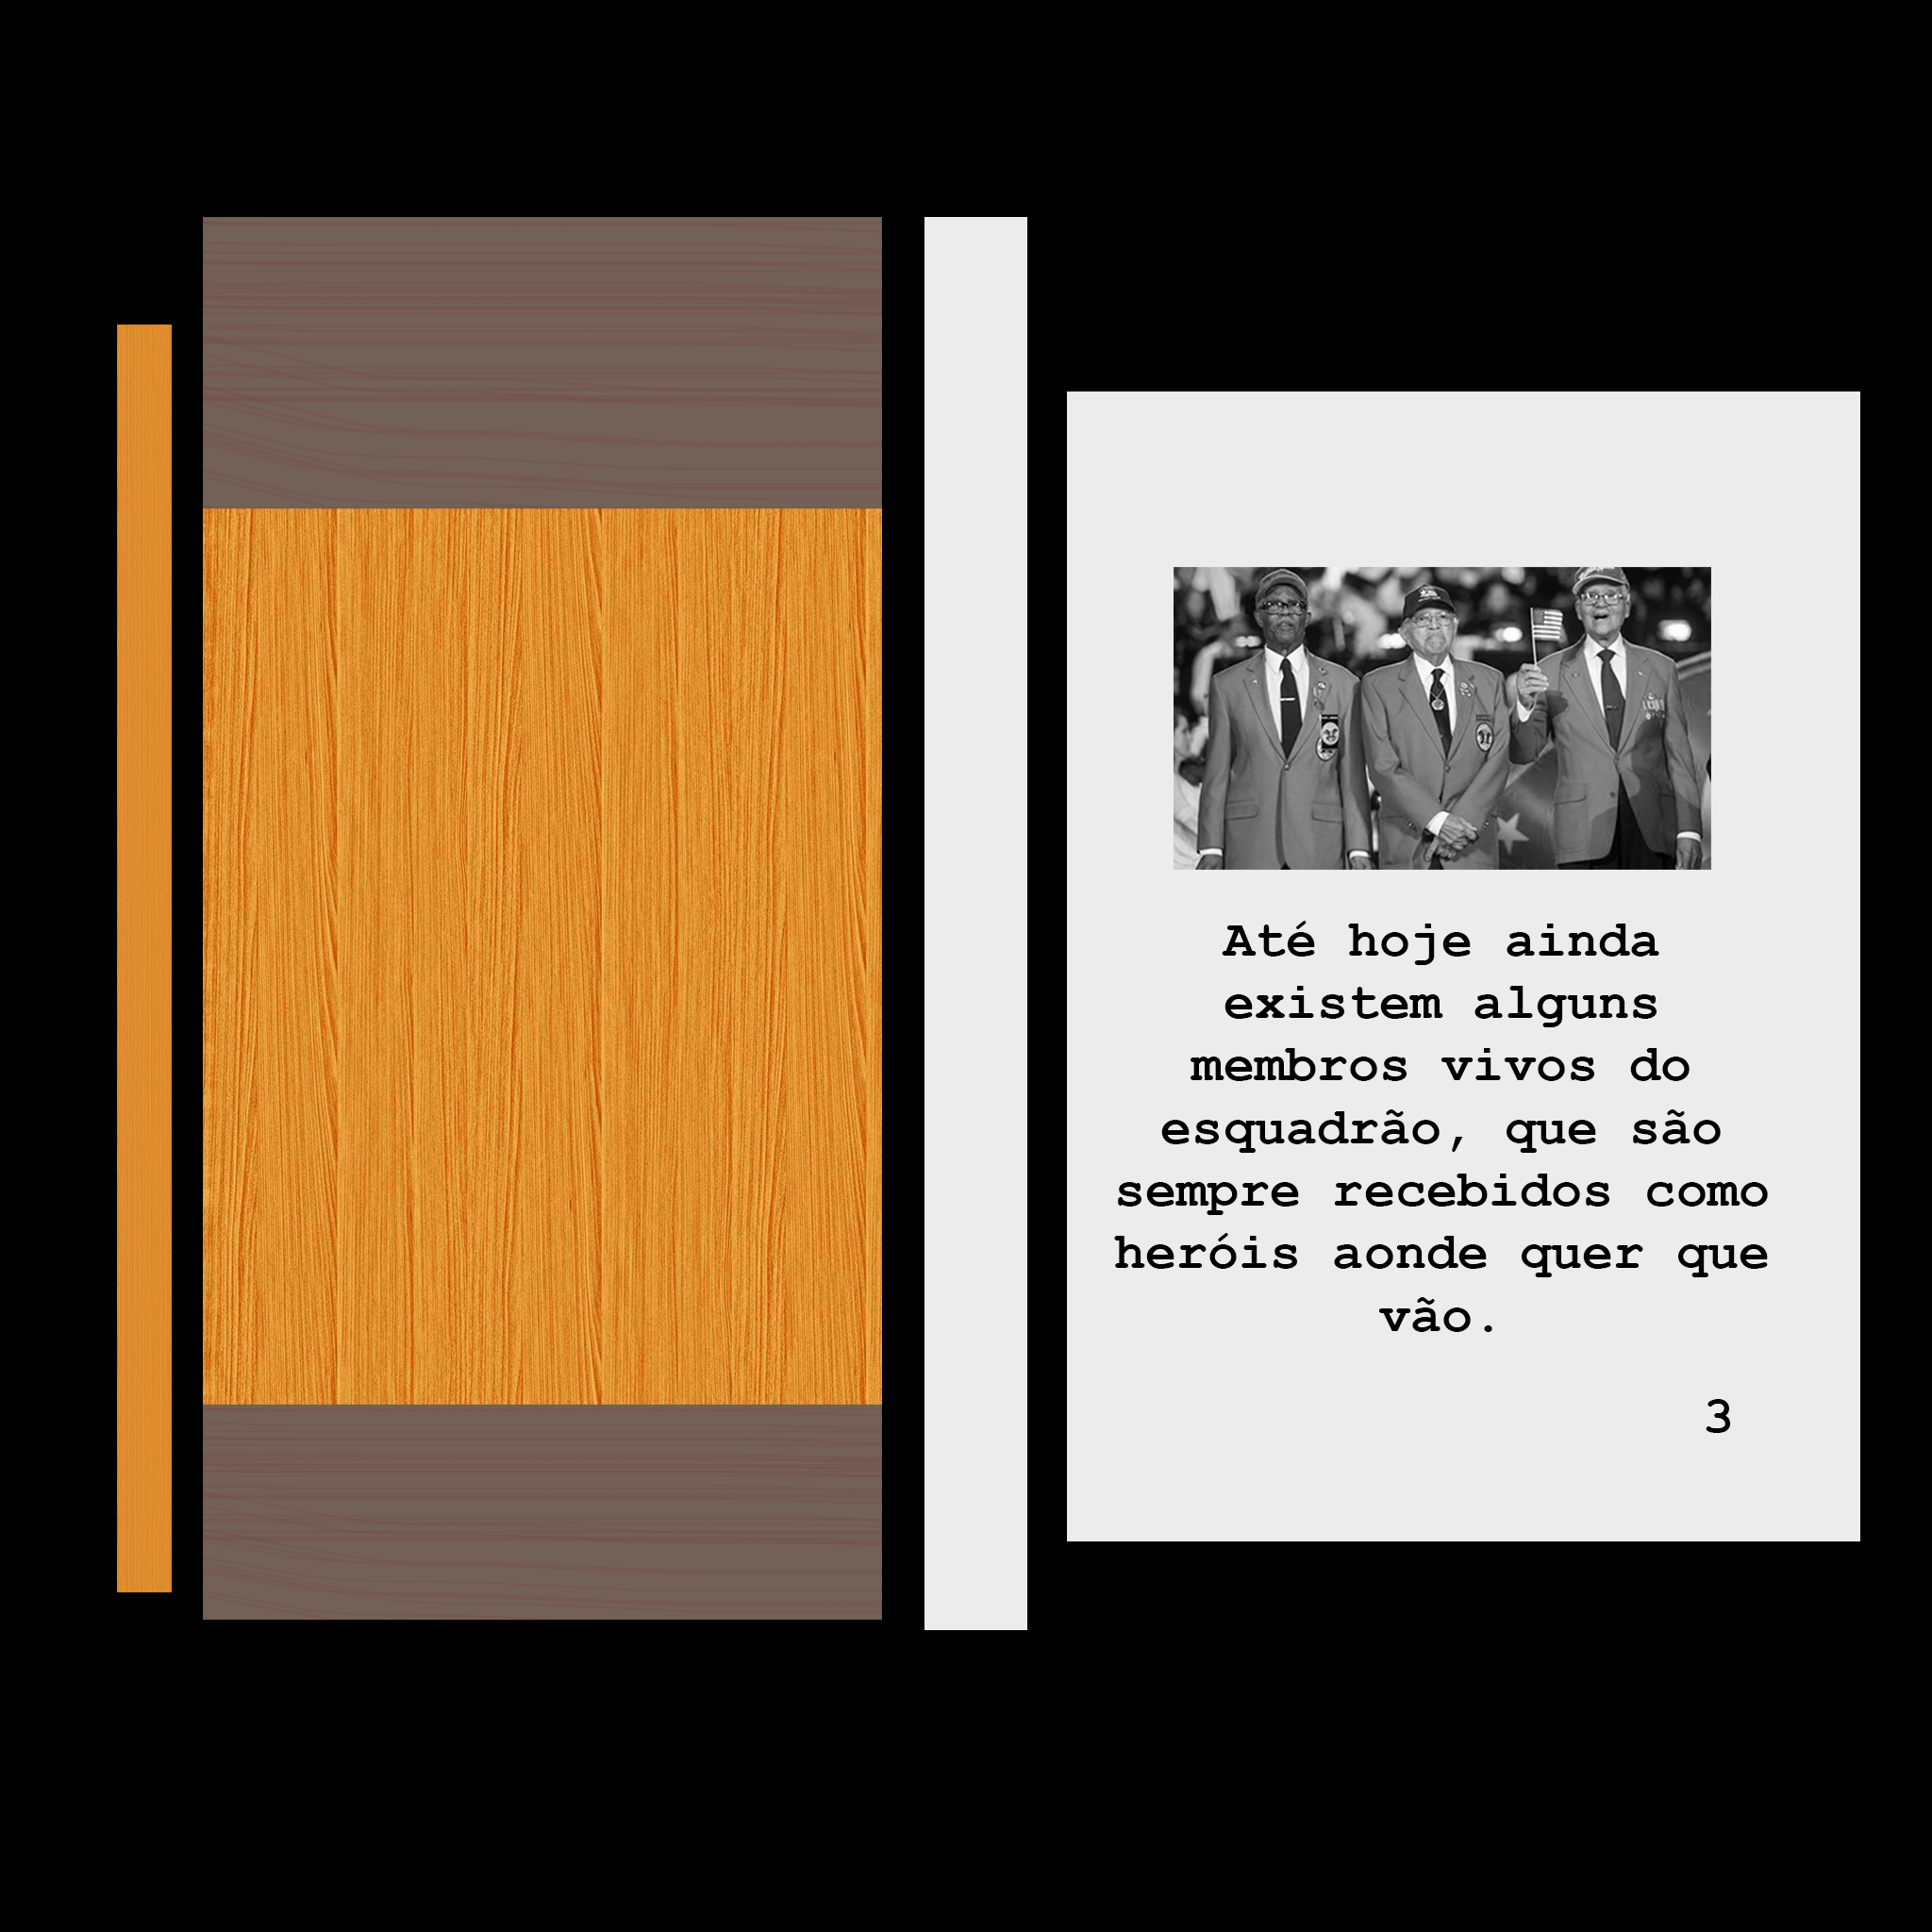 Até hoje ainda
existem alguns
membros vivos do
esquadrão, que são
sempre recebidos como
heróis aonde quer que
vão.
3